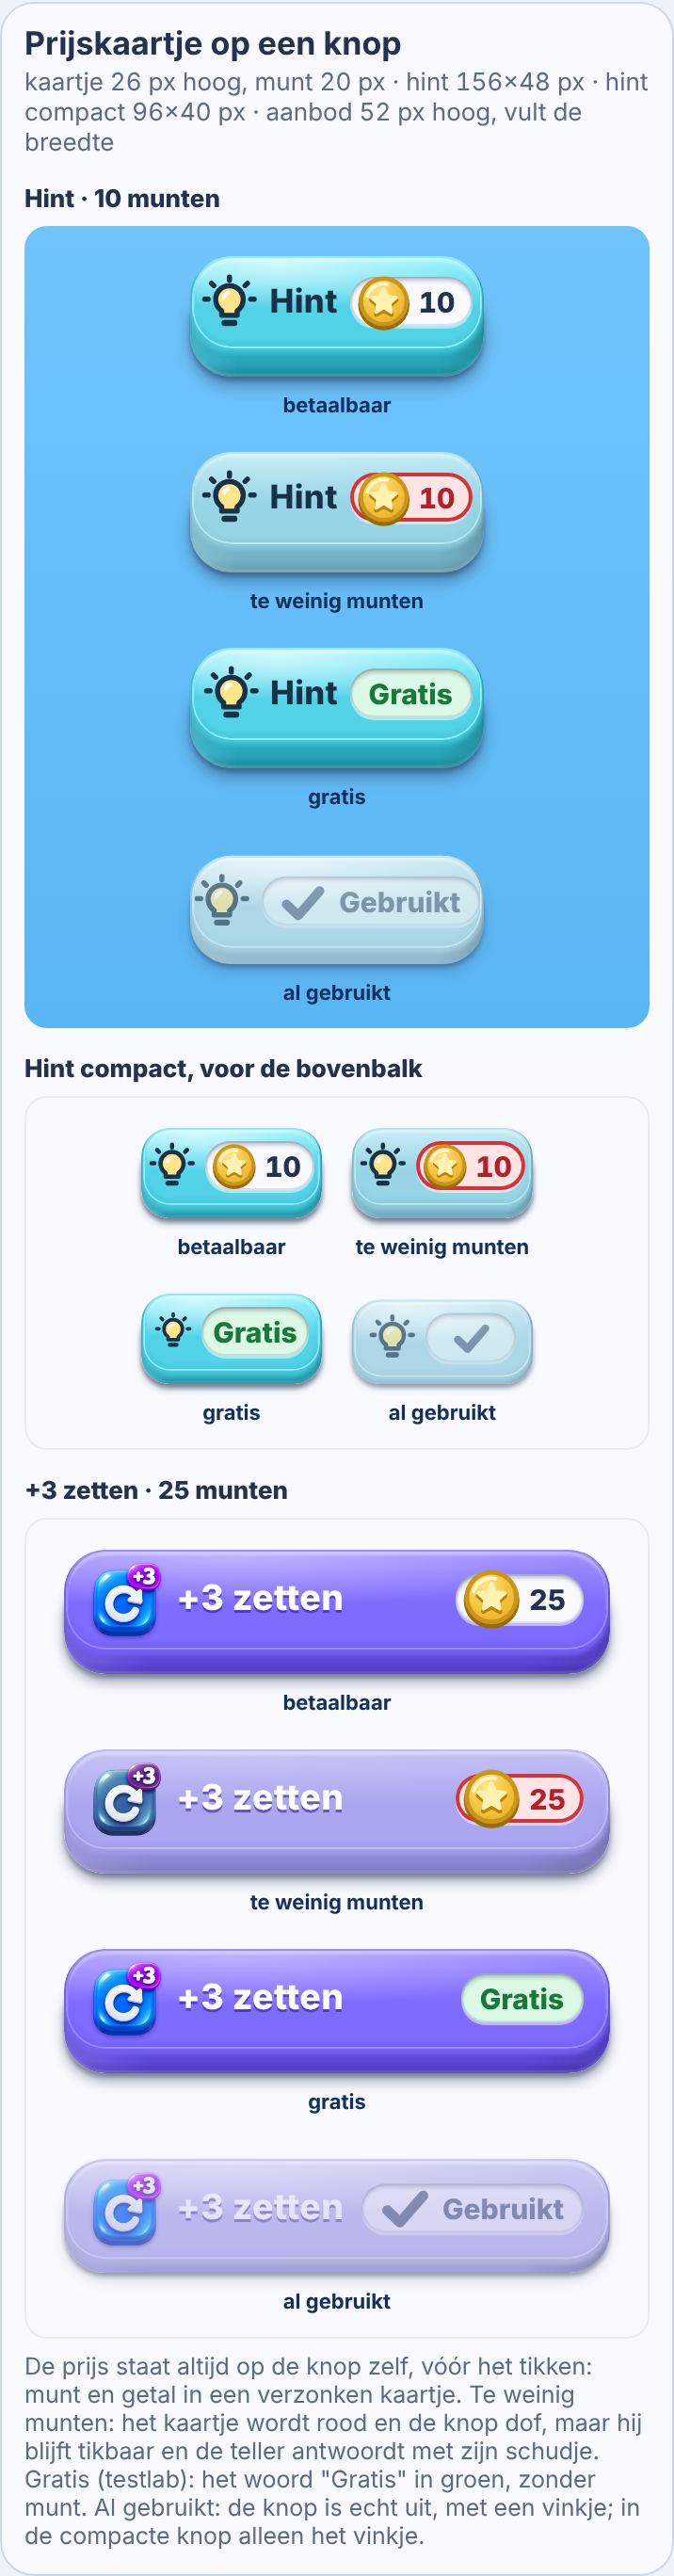 Prijskaartje op een knop
kaartje 26 px hoog, munt 20 px · hint 156×48 px · hint
compact 96×40 px · aanbod 52 px hoog, vult de
breedte
Hint · 10 munten
Hint 10
betaalbaar
Hint 10
te weinig munten
Hint Gratis
gratis
Gebruikt
al gebruikt
Hint compact, voor de bovenbalk
10 10
betaalbaar te weinig munten
Gratis
gratis al gebruikt
+3 zetten · 25 munten
+3 +3 zetten 25
betaalbaar
+3 +3 zetten 25
te weinig munten
+3 +3 zetten Gratis
gratis
+3 +3 zetten Gebruikt
al gebruikt
De prijs staat altijd op de knop zelf, vóór het tikken:
munt en getal in een verzonken kaartje. Te weinig
munten: het kaartje wordt rood en de knop dof, maar hij
blijft tikbaar en de teller antwoordt met zijn schudje.
Gratis (testlab): het woord "Gratis" in groen, zonder
munt. Al gebruikt: de knop is echt uit, met een vinkje; in
de compacte knop alleen het vinkje.